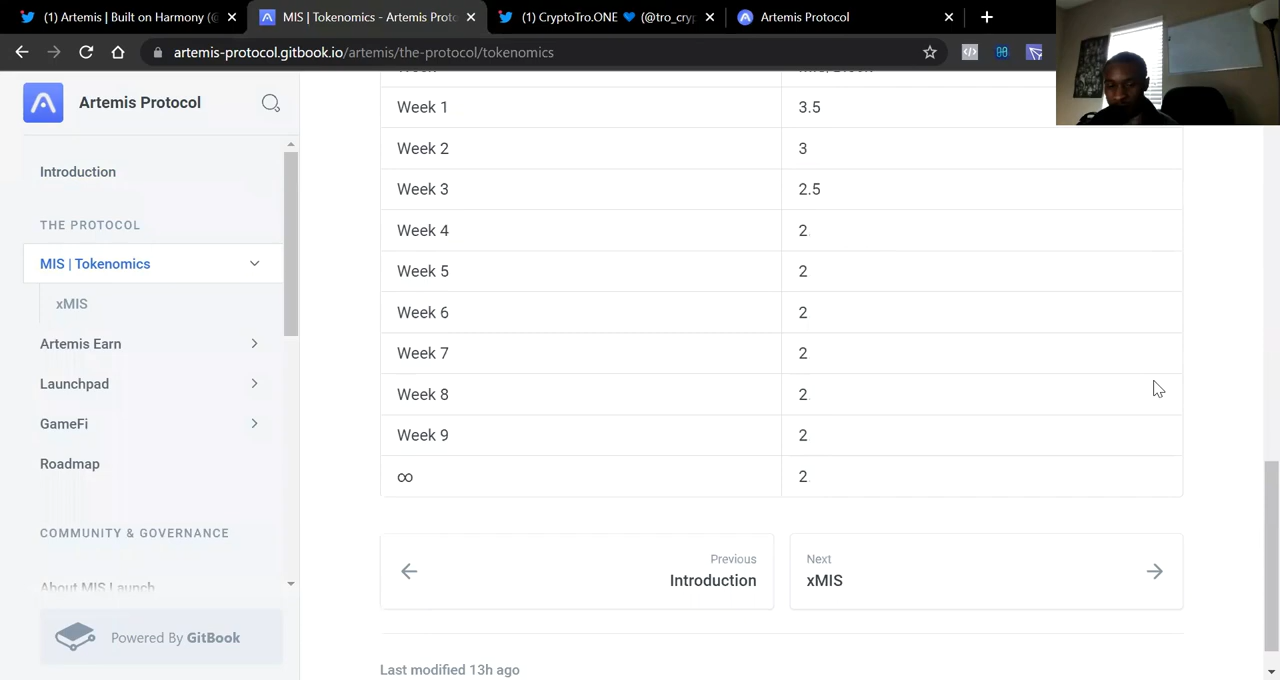 (1) Artemis | Built on Harmony (@
MIS | Tokenomics - Artemis Proto
(1) CryptoTro.ONE 💙 (@tro_cryp
Artemis Protocol
artemis-protocol.gitbook.io/artemis/the-protocol/tokenomics
Artemis Protocol
Introduction
THE PROTOCOL
MIS | Tokenomics
xMIS
Artemis Earn
Launchpad
GameFi
Roadmap
COMMUNITY & GOVERNANCE
About MIS Launch
Powered By GitBook
Week 1 3.5
Week 2 3
Week 3 2.5
Week 4 2
Week 5 2
Week 6 2
Week 7 2
Week 8 2
Week 9 2
∞ 2
Previous
Introduction
Next
xMIS
Last modified 13h ago